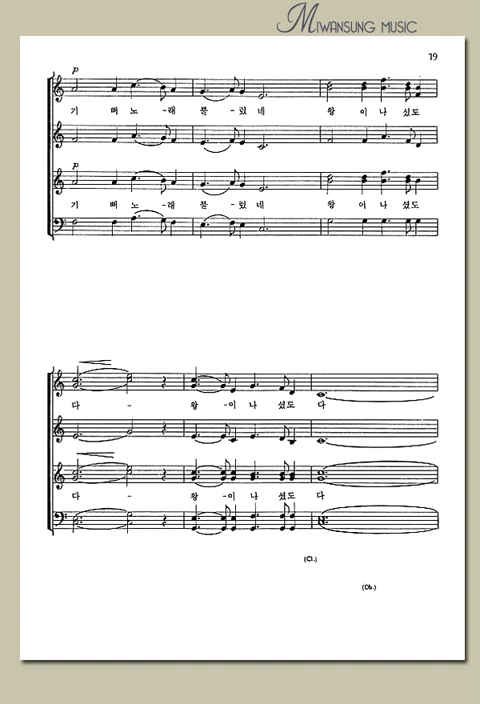 MIWANSUNG MUSIC
19
p
기 뻐 노 - 래 불 - 렀 네 왕 이 나 셨 도
p
기 뻐 노 - 래 불 - 렀 네 왕 이 나 셨 도
다 - 왕 - 이 나 셨 도 다
다 - 왕 - 이 나 셨 도 다
(Cl.)
(Db.)